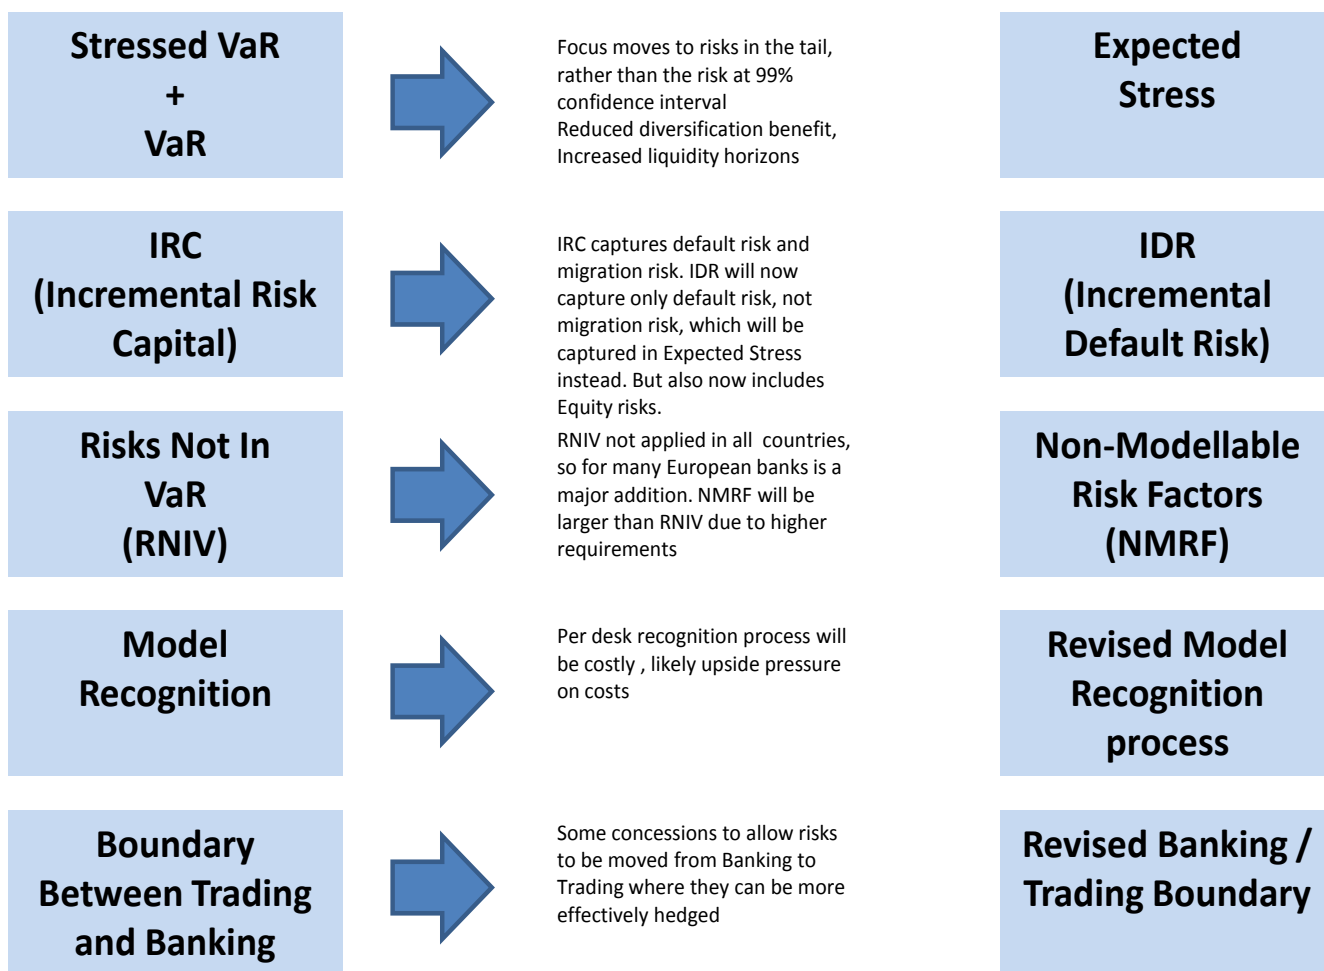 Stressed VaR
+
VaR
Focus moves to risks in the tail,
rather than the risk at 99%
confidence interval
Reduced diversification benefit,
Increased liquidity horizons
Expected
Stress
IRC
(Incremental Risk
Capital)
IRC captures default risk and
migration risk. IDR will now
capture only default risk, not
migration risk, which will be
captured in Expected Stress
instead. But also now includes
Equity risks.
IDR
(Incremental
Default Risk)
Risks Not In
VaR
(RNIV)
RNIV not applied in all  countries,
so for many European banks is a
major addition. NMRF will be
larger than RNIV due to higher
requirements
Non-Modellable
Risk Factors
(NMRF)
Model
Recognition
Per desk recognition process will
be costly , likely upside pressure
on costs
Revised Model
Recognition
process
Boundary
Between Trading
and Banking
Some concessions to allow risks
to be moved from Banking to
Trading where they can be more
effectively hedged
Revised Banking /
Trading Boundary